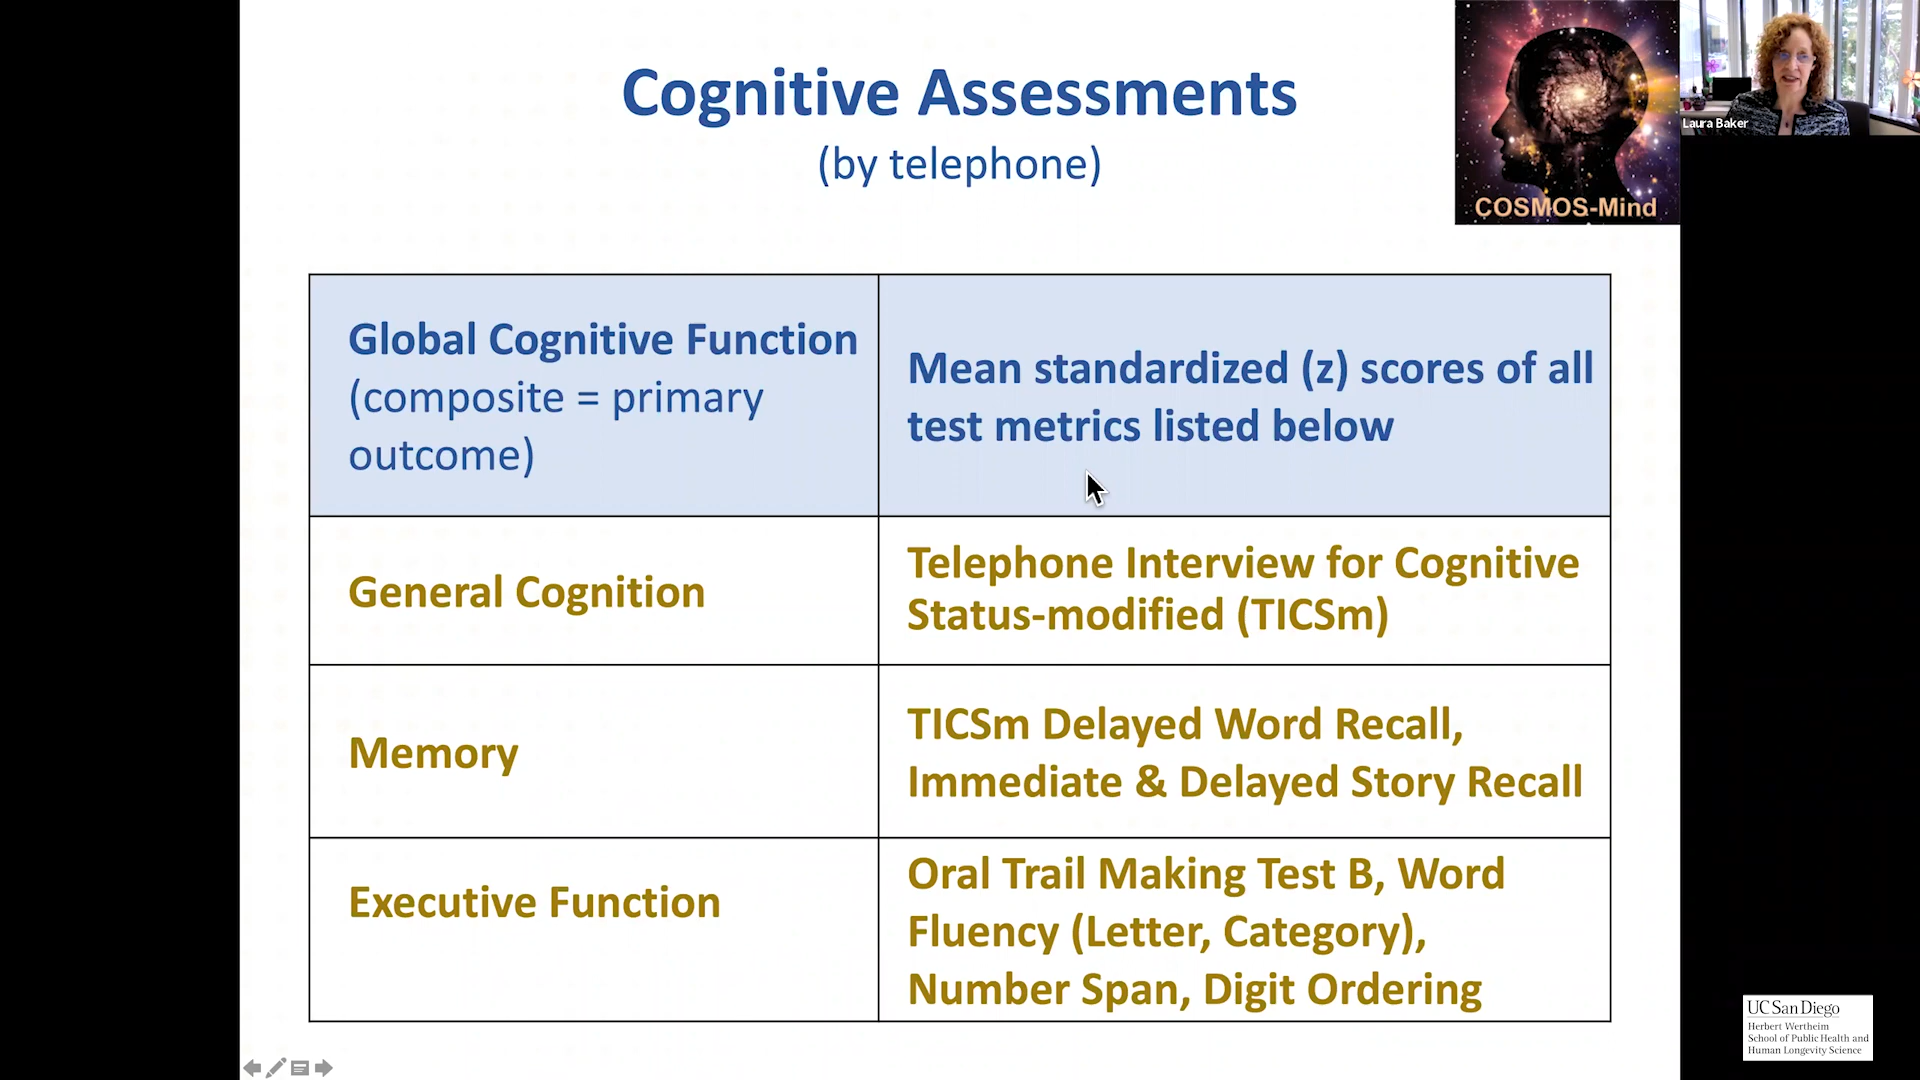 Cognitive Assessments
(by telephone)
COSMOS-Mind
Laura Baker
Global Cognitive Function
(composite = primary
outcome)
Mean standardized (z) scores of all
test metrics listed below
General Cognition
Telephone Interview for Cognitive
Status-modified (TICSm)
Memory
TICSm Delayed Word Recall,
Immediate & Delayed Story Recall
Executive Function
Oral Trail Making Test B, Word
Fluency (Letter, Category),
Number Span, Digit Ordering
UC San Diego
Herbert Wertheim
School of Public Health and
Human Longevity Science